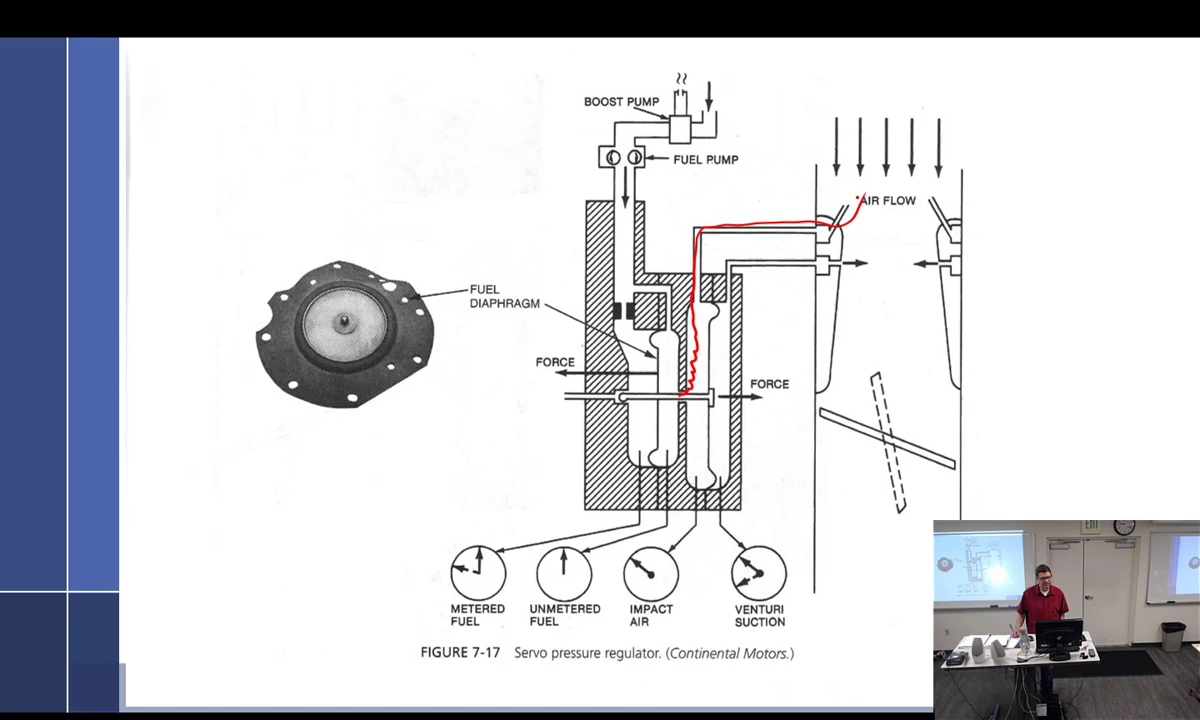 BOOST PUMP
FUEL PUMP
AIR FLOW
FUEL
DIAPHRAGM
FORCE
FORCE
METERED
FUEL
UNMETERED
FUEL
IMPACT
AIR
VENTURI
SUCTION
FIGURE 7-17 Servo pressure regulator. (Continental Motors.)
EXIT